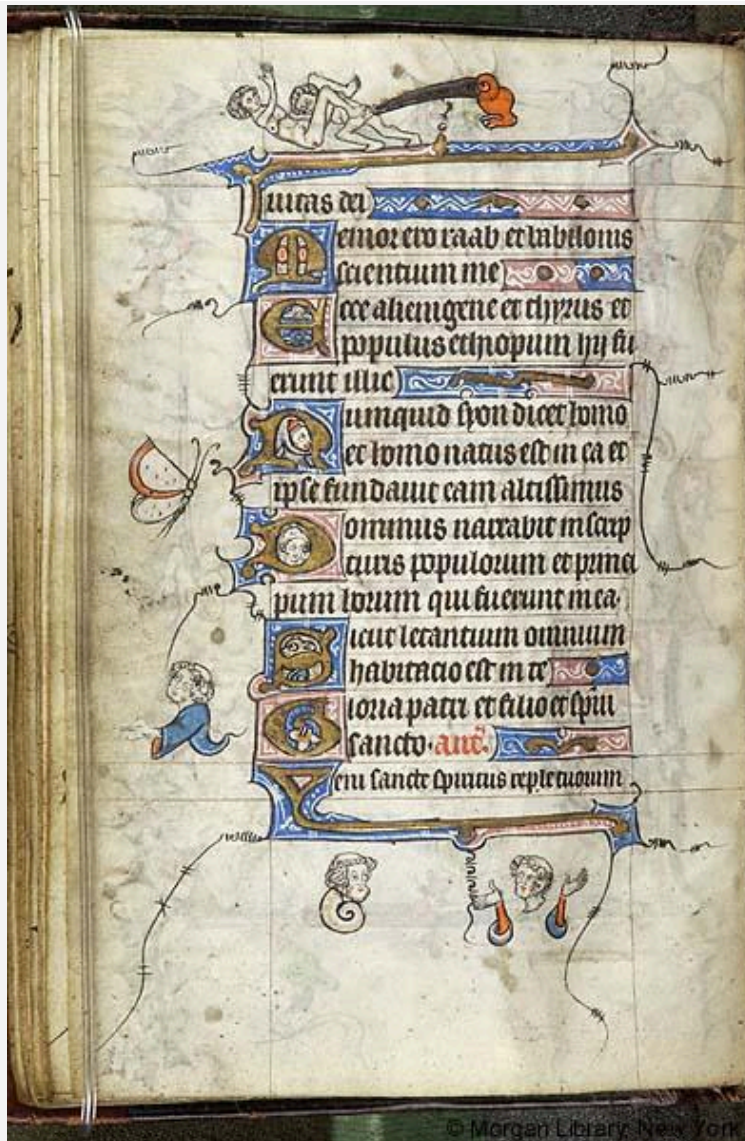 uitas dei
Memor ero raab et babilonis
scientium me
Ecce alienigene et thyrus et
populus ethiopum hy fu
erunt illic
Numquid syon dicet homo
et homo natus est in ea et
ipse fundauit eam altissimus
Dominus narrabit in scrip
turis populorum et princi
pum horum qui fuerunt in ea.
Sicut letantium omnium
habitacio est in te
Gloria patri et filio et spiri
sancto. ant.
Veni sancte spiritus reple tuorum
© Morgan Library, New York